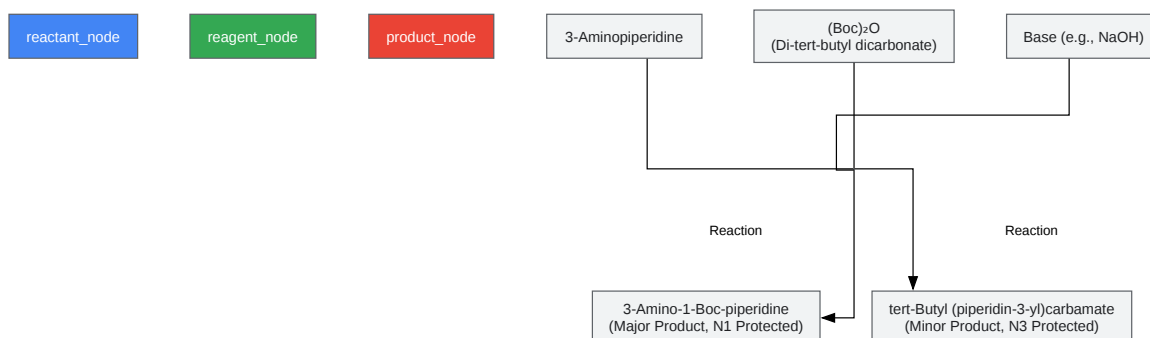 reactant_node
reagent_node
product_node
3-Aminopiperidine
(Boc)₂O
(Di-tert-butyl dicarbonate)
Base (e.g., NaOH)
Reaction
Reaction
3-Amino-1-Boc-piperidine
(Major Product, N1 Protected)
tert-Butyl (piperidin-3-yl)carbamate
(Minor Product, N3 Protected)